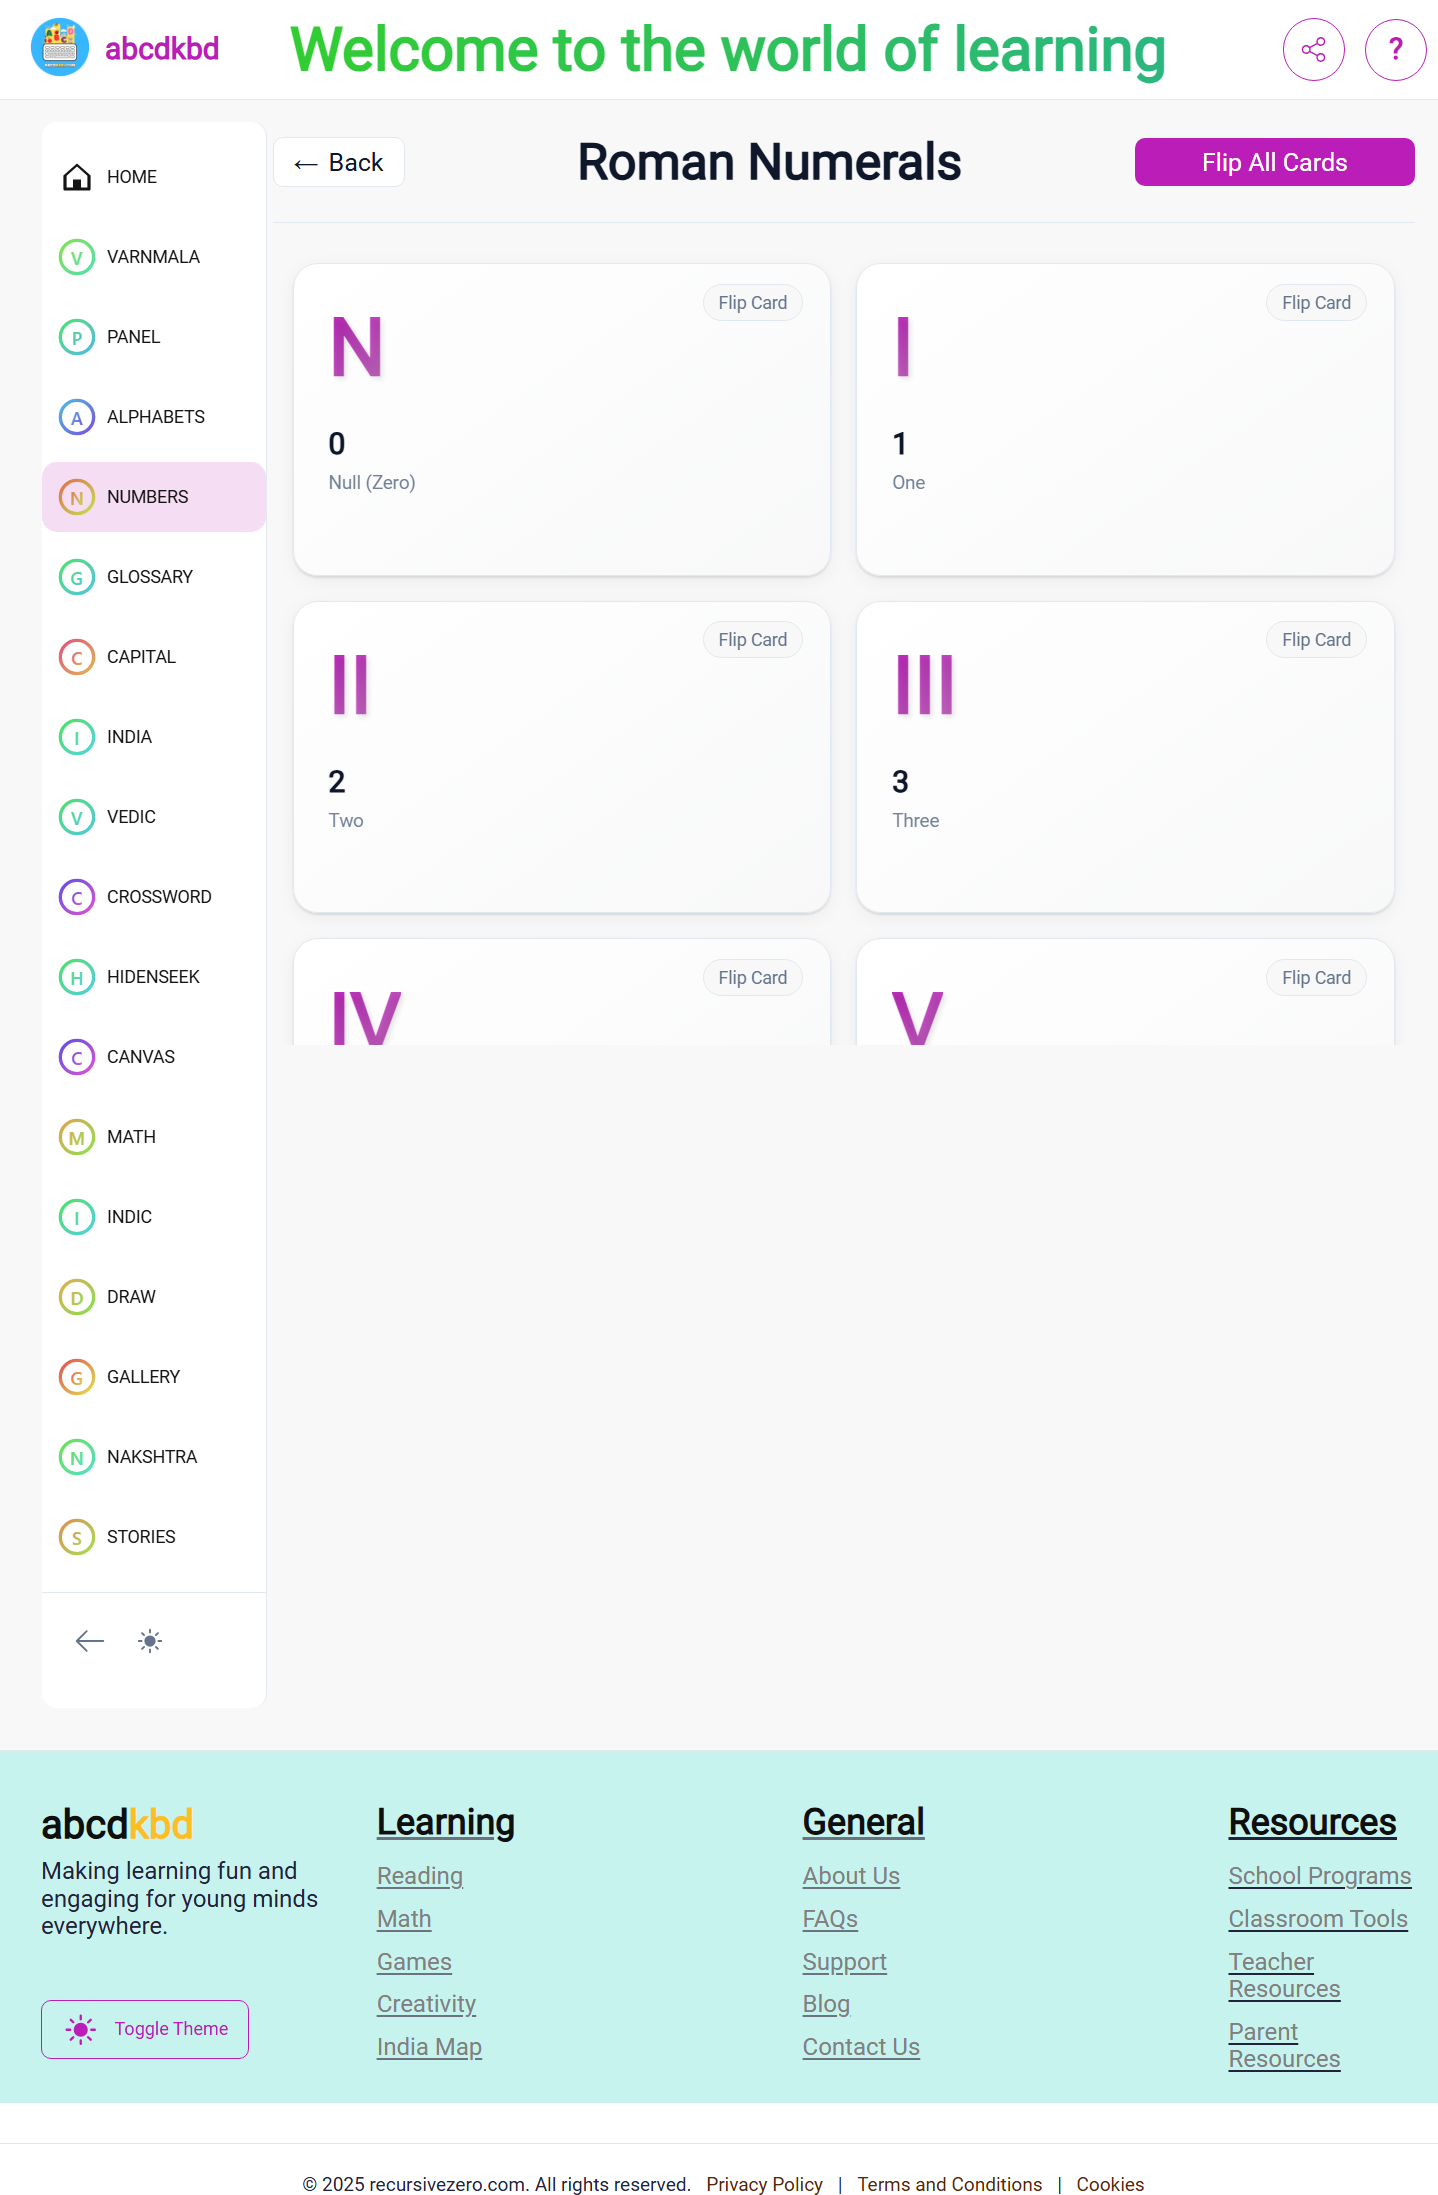 abcdkbd
Welcome to the world of learning
?
HOME
V VARNMALA
P PANEL
A ALPHABETS
N NUMBERS
G GLOSSARY
C CAPITAL
I INDIA
V VEDIC
C CROSSWORD
H HIDENSEEK
C CANVAS
M MATH
I INDIC
D DRAW
G GALLERY
N NAKSHTRA
S STORIES
← Back
Roman Numerals
Flip All Cards
Flip Card
N
0
Null (Zero)
Flip Card
I
1
One
Flip Card
II
2
Two
Flip Card
III
3
Three
Flip Card
IV
Flip Card
V
abcdkbd
Making learning fun and
engaging for young minds
everywhere.
Toggle Theme
Learning
Reading
Math
Games
Creativity
India Map
General
About Us
FAQs
Support
Blog
Contact Us
Resources
School Programs
Classroom Tools
Teacher
Resources
Parent
Resources
© 2025 recursivezero.com. All rights reserved. Privacy Policy | Terms and Conditions | Cookies